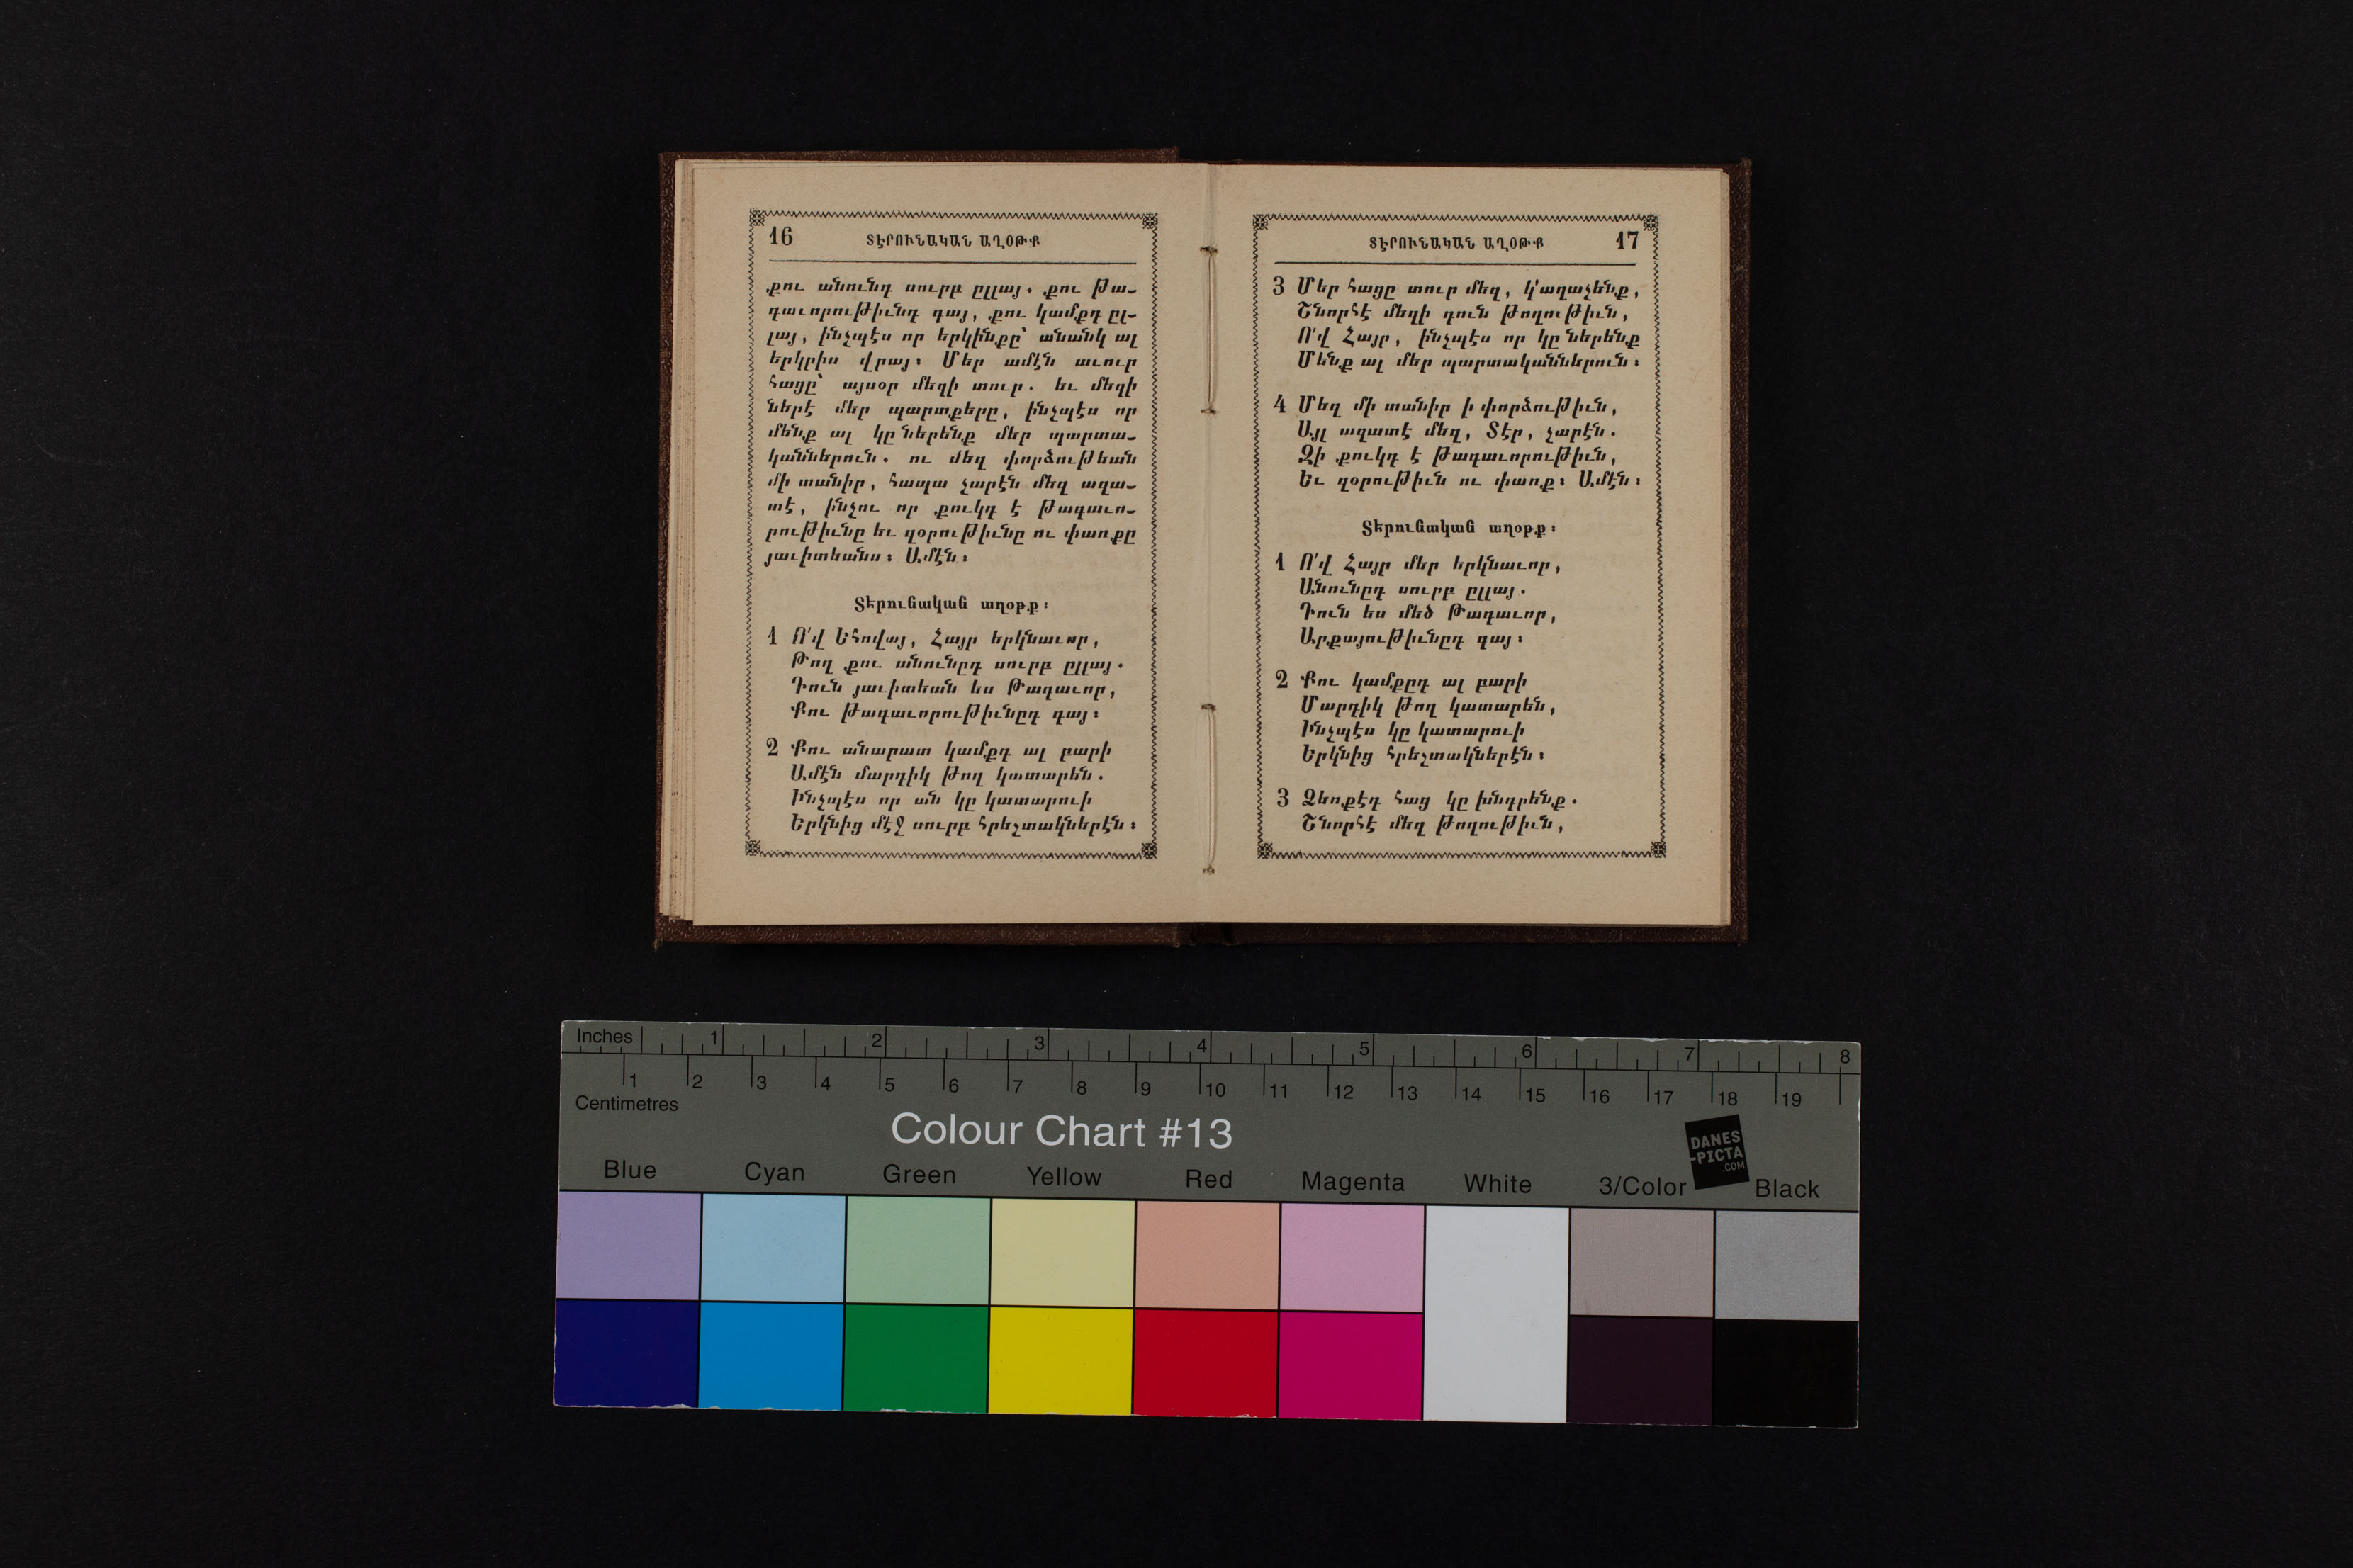 16 ՏԷՐՈՒՆԱԿԱՆ ԱՂՕԹՔ
քու անունդ սուրբ ըլլայ. քու թա-
գաւորութիւնդ գայ, քու կամքդ ըլ-
լայ, ինչպէս որ երկինքը՝ անանկ ալ
երկրիս վրայ։ Մեր ամէն աւուր
հացը՝ այսօր մեզի տուր. եւ մեզի
ներէ մեր պարտքերը, ինչպէս որ
մենք ալ կը ներենք մեր պարտա-
կաններուն. ու մեզ փորձութեան
մի տանիր, հապա չարէն մեզ ազա-
տէ, ինչու որ քուկդ է թագաւո-
րութիւնը եւ զօրութիւնը ու փառքը
յաւիտեանս։ Ամէն։
Տերունական աղօթք։
1 Ո՜վ Եհովայ, Հայր երկնաւոր,
Թող քու անունըդ սուրբ ըլլայ.
Դուն յաւիտեան ես Թագաւոր,
Քու թագաւորութիւնըդ գայ։
2 Քու անարատ կամքդ ալ բարի
Ամէն մարդիկ թող կատարեն.
Ինչպէս որ ան կը կատարուի
Երկնից մէջ սուրբ հրեշտակներէն։
ՏԷՐՈՒՆԱԿԱՆ ԱՂՕԹՔ 17
3 Մեր հացը տուր մեզ, կ'աղաչենք,
Շնորհէ մեզի դուն թողութիւն,
Ո՜վ Հայր, ինչպէս որ կը ներենք
Մենք ալ մեր պարտականներուն։
4 Մեզ մի տանիր ի փորձութիւն,
Այլ ազատէ մեզ, Տէր, չարէն.
Զի քուկդ է թագաւորութիւն,
Եւ զօրութիւն ու փառք։ Ամէն։
Տերունական աղօթք։
1 Ո՜վ Հայր մեր երկնաւոր,
Անունըդ սուրբ ըլլայ.
Դուն ես մեծ Թագաւոր,
Արքայութիւնըդ գայ։
2 Քու կամքըդ ալ բարի
Մարդիկ թող կատարեն,
Ինչպէս կը կատարուի
Երկնից հրեշտակներէն։
3 Ձեռքէդ հաց կը խնդրենք.
Շնորհէ մեզ թողութիւն,
Inches 1 2 3 4 5 6 7 8
1 2 3 4 5 6 7 8 9 10 11 12 13 14 15 16 17 18 19
Centimetres
Colour Chart #13
DANES
-PICTA
.COM
Blue Cyan Green Yellow Red Magenta White 3/Color Black